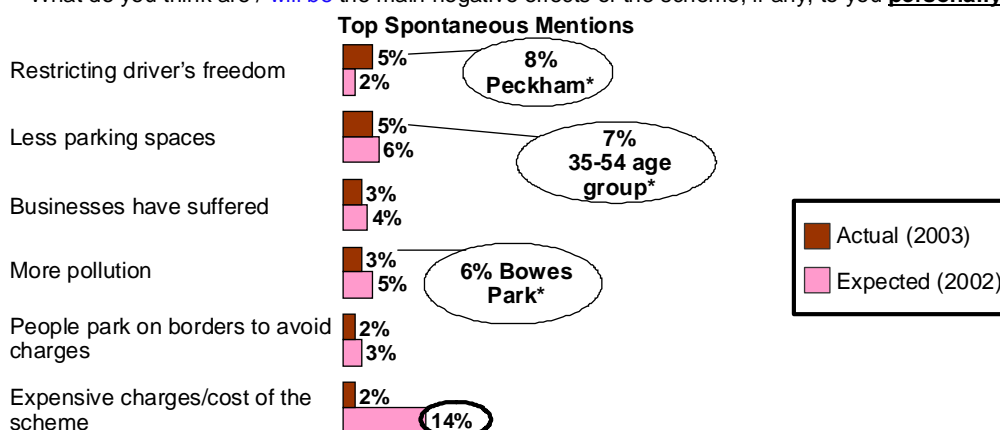 What do you think are / will be the main negative effects of the scheme, if any, to you personally
Top Spontaneous Mentions
Restricting driver's freedom
5%
2%
8%
Peckham*
Less parking spaces
5%
6%
7%
35-54 age
group*
Businesses have suffered
3%
4%
Actual (2003)
Expected (2002)
More pollution
3%
5%
6% Bowes
Park*
People park on borders to avoid
charges
2%
3%
Expensive charges/cost of the
scheme
2%
14%